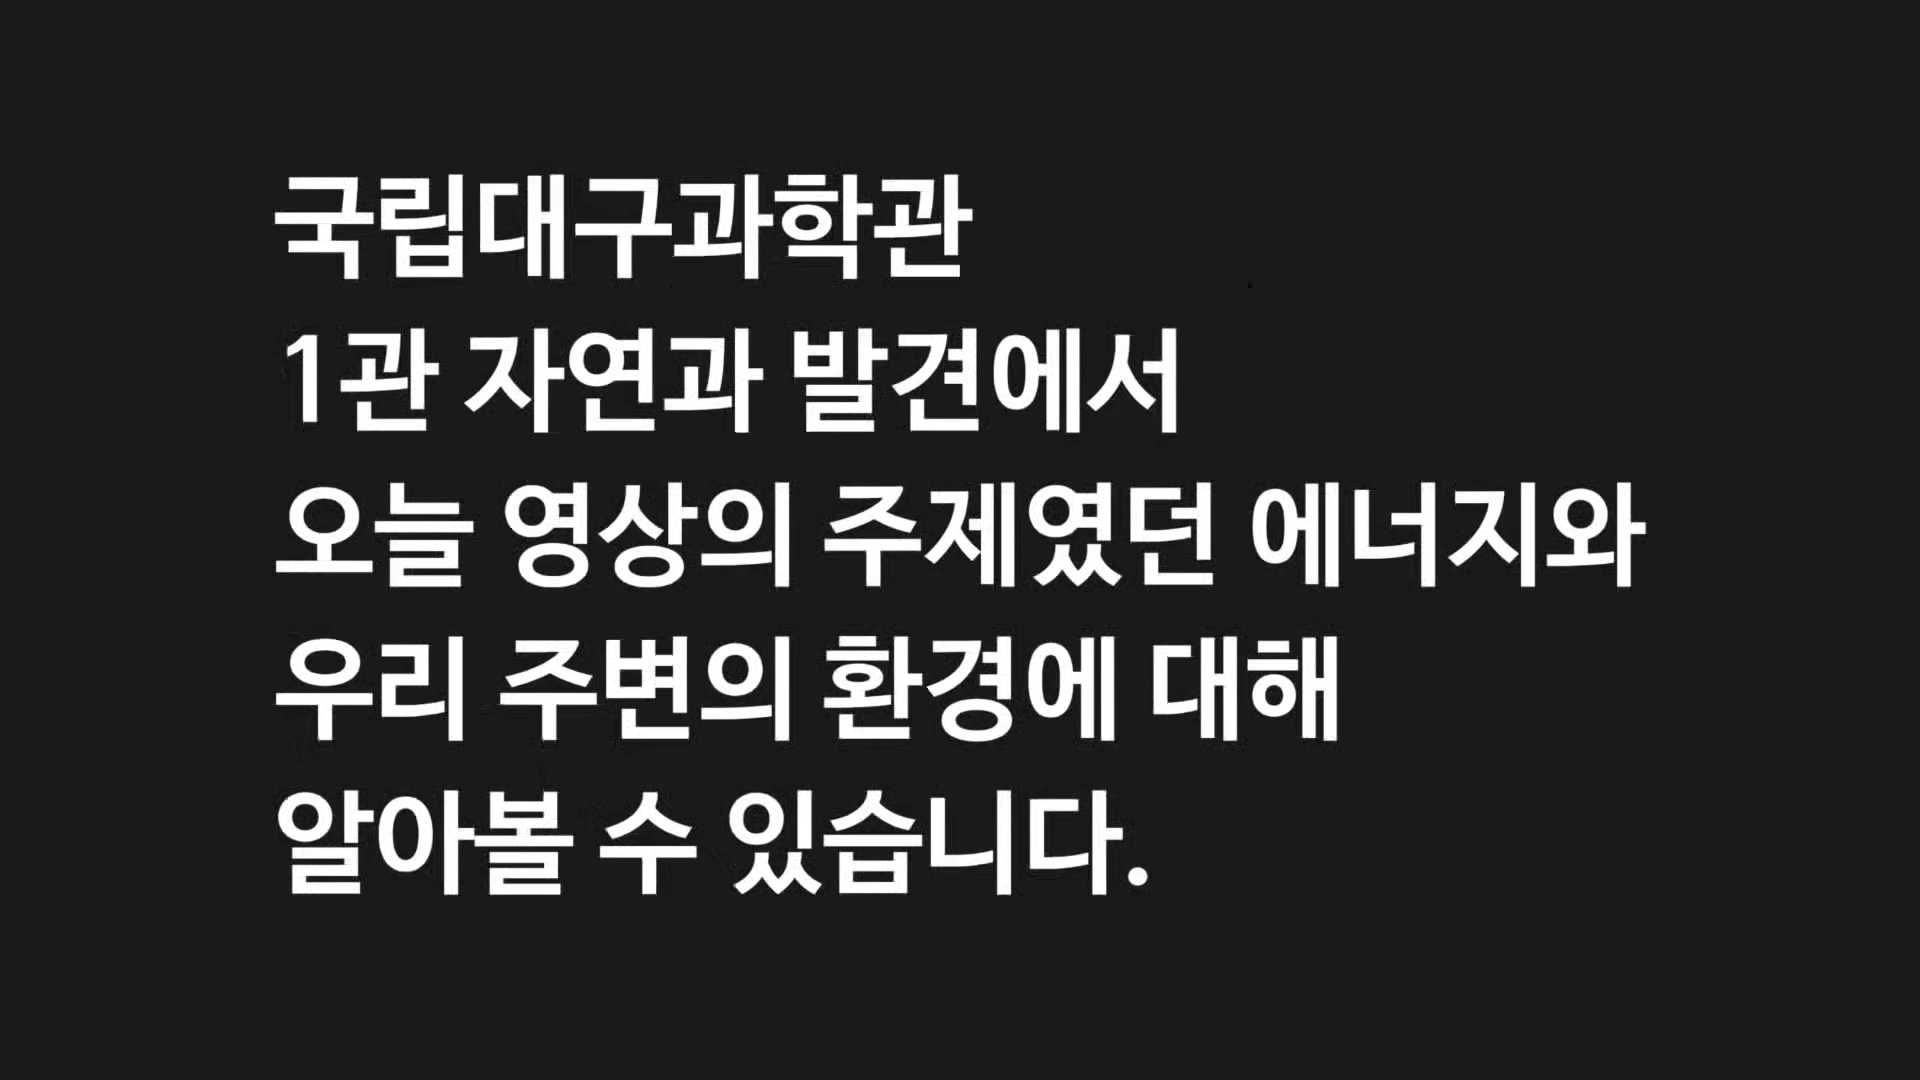 국립대구과학관
1관 자연과 발견에서
오늘 영상의 주제였던 에너지와
우리 주변의 환경에 대해
알아볼 수 있습니다.